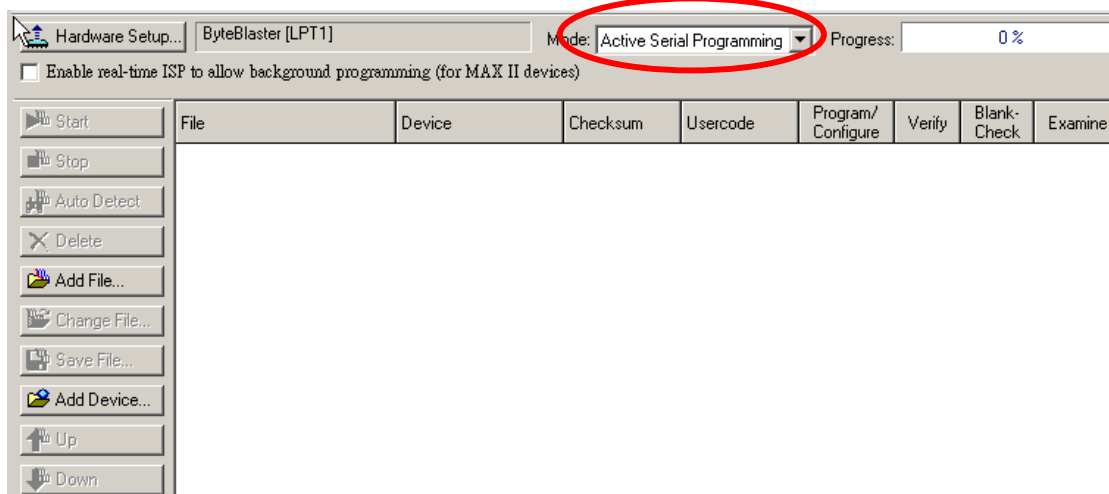 Hardware Setup... ByteBlaster [LPT1] Mode: Active Serial Programming Progress: 0 %
Enable real-time ISP to allow background programming (for MAX II devices)
File Device Checksum Usercode Program/ Configure Verify Blank- Check Examine
Start
Stop
Auto Detect
Delete
Add File...
Change File...
Save File...
Add Device...
Up
Down